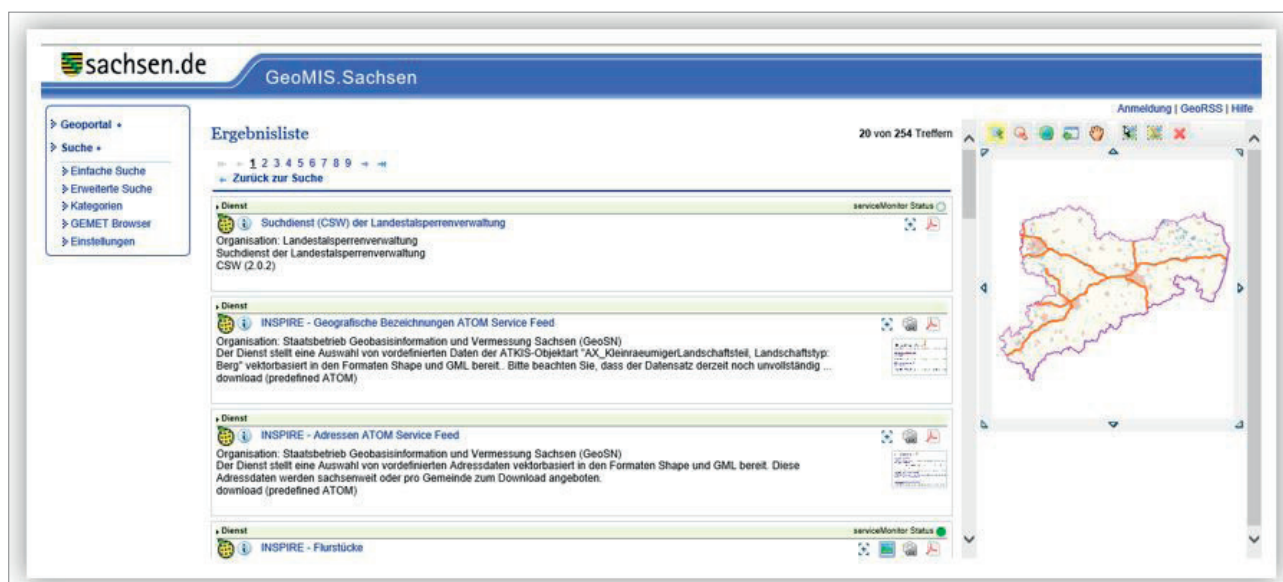 sachsen.de
GeoMIS.Sachsen
Anmeldung | GeoRSS | Hilfe
Geoportal
Suche
Einfache Suche
Erweiterte Suche
Kategorien
GEMET Browser
Einstellungen
Ergebnisliste
20 von 254 Treffern
1 2 3 4 5 6 7 8 9
Zurück zur Suche
Dienst
serviceMonitor Status
Suchdienst (CSW) der Landestalsperrenverwaltung
Organisation: Landestalsperrenverwaltung
Suchdienst der Landestalsperrenverwaltung
CSW (2.0.2)
Dienst
INSPIRE - Geografische Bezeichnungen ATOM Service Feed
Organisation: Staatsbetrieb Geobasisinformation und Vermessung Sachsen (GeoSN)
Der Dienst stellt eine Auswahl von vordefinierten Daten der ATKIS-Objektart "AX_KleinraeumigerLandschaftsteil, Landschaftstyp:
Berg" vektorbasiert in den Formaten Shape und GML bereit.. Bitte beachten Sie, dass der Datensatz derzeit noch unvollständig ...
download (predefined ATOM)
Dienst
INSPIRE - Adressen ATOM Service Feed
Organisation: Staatsbetrieb Geobasisinformation und Vermessung Sachsen (GeoSN)
Der Dienst stellt eine Auswahl von vordefinierten Adressdaten vektorbasiert in den Formaten Shape und GML bereit. Diese
Adressdaten werden sachsenweit oder pro Gemeinde zum Download angeboten.
download (predefined ATOM)
Dienst
serviceMonitor Status
INSPIRE - Flurstücke